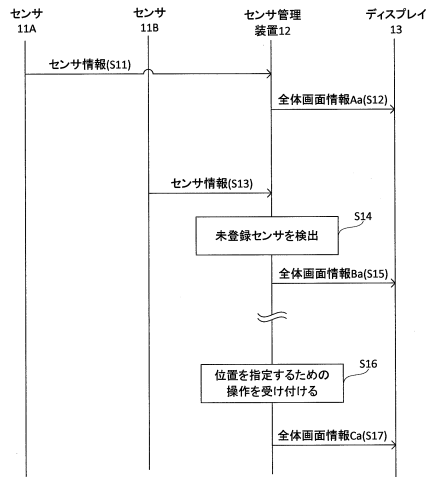 センサ
11A
センサ
11B
センサ管理
装置12
ディスプレイ
13
センサ情報(S11)
全体画面情報Aa(S12)
センサ情報(S13)
S14
未登録センサを検出
全体画面情報Ba(S15)
S16
位置を指定するための
操作を受け付ける
全体画面情報Ca(S17)